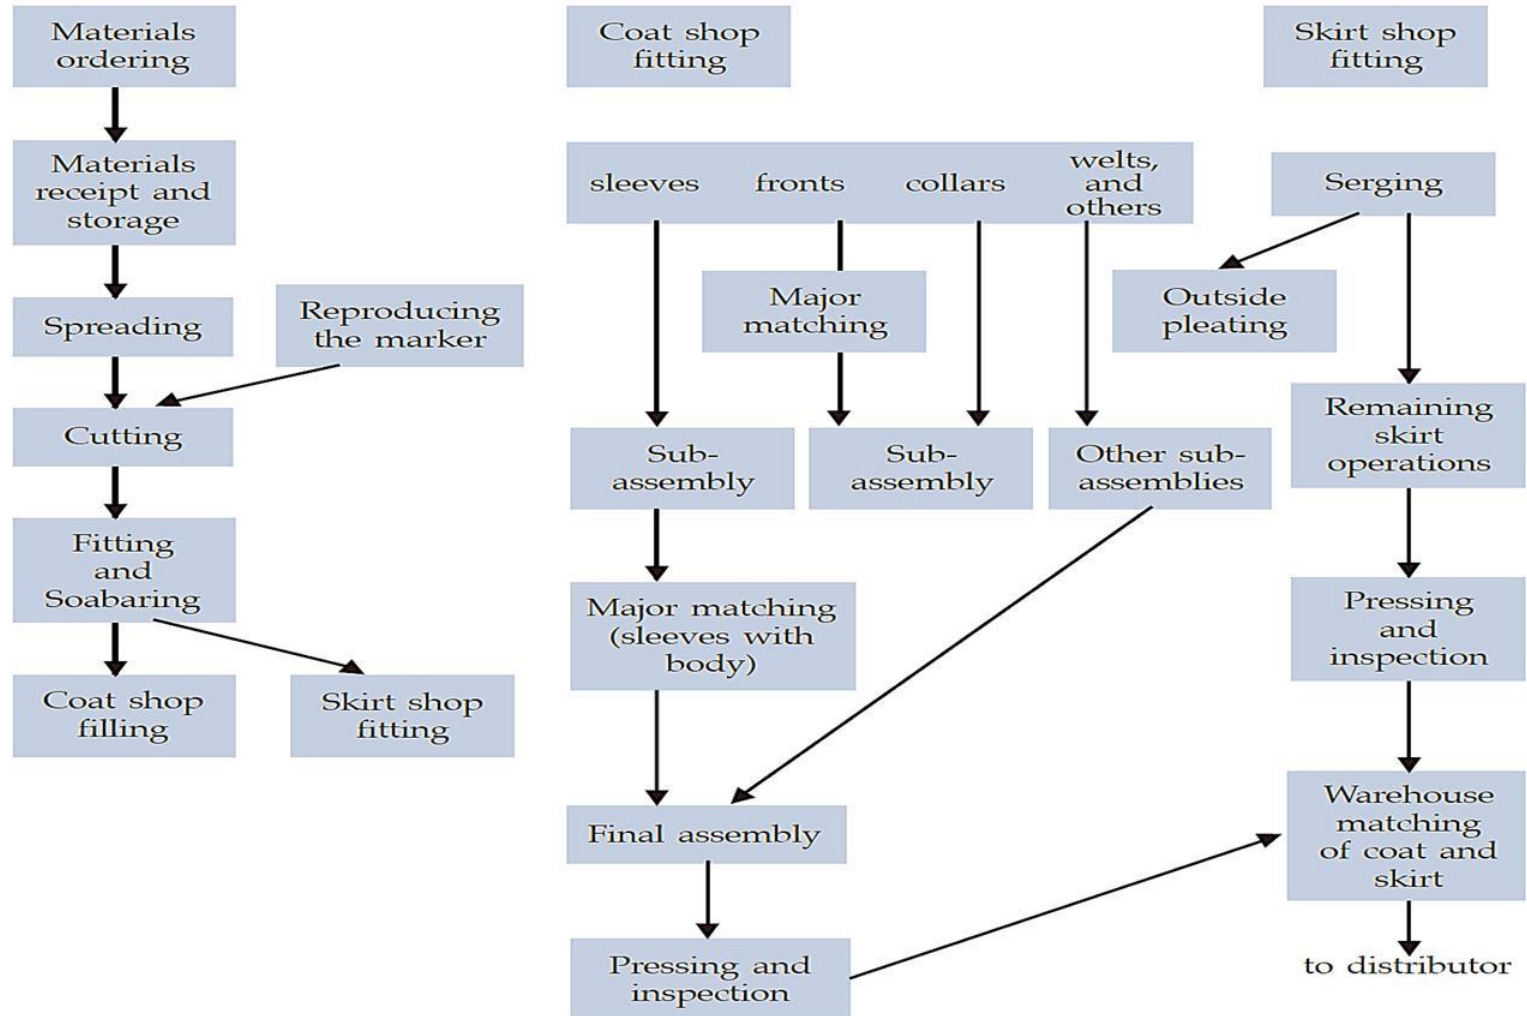 Materials
ordering
Materials
receipt and
storage
Spreading
Reproducing
the marker
Cutting
Fitting
and
Soabaring
Coat shop
filling
Skirt shop
fitting
Coat shop
fitting
sleeves
fronts
collars
welts,
and
others
Major
matching
Sub-
assembly
Sub-
assembly
Other sub-
assemblies
Major matching
(sleeves with
body)
Final assembly
Pressing and
inspection
Skirt shop
fitting
Serging
Outside
pleating
Remaining
skirt
operations
Pressing
and
inspection
Warehouse
matching
of coat and
skirt
to distributor